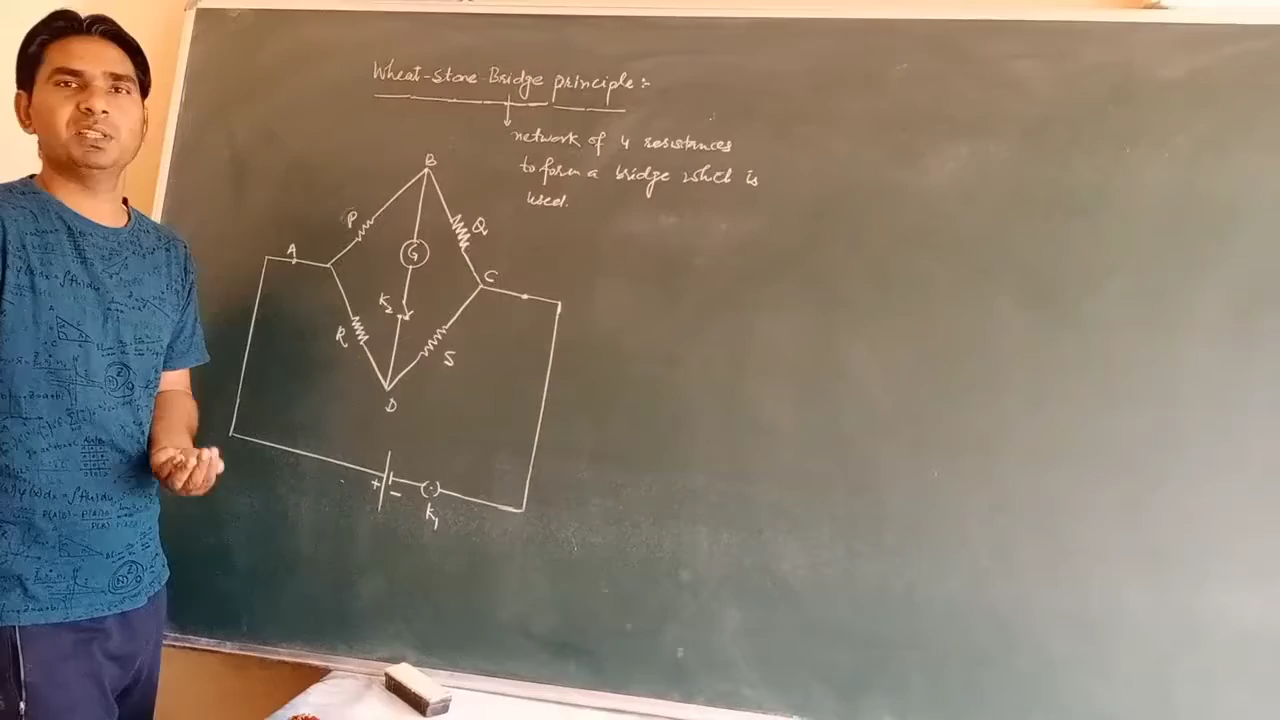 Wheat-stone Bridge principle :-
network of 4 resistances
to form a bridge which is
used.
B
P
Q
A
G
C
K2
R
S
D
+ -
K1